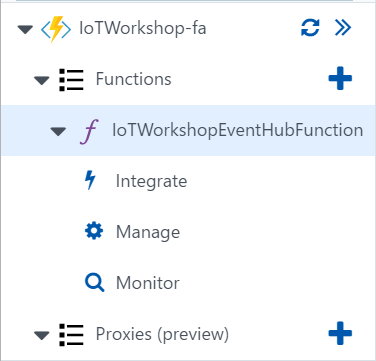 IoTWorkshop-fa
Functions
IoTWorkshopEventHubFunction
Integrate
Manage
Monitor
Proxies (preview)